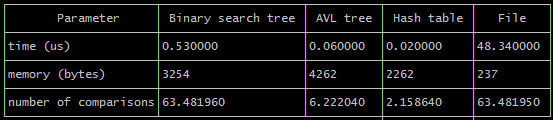 Parameter Binary search tree AVL tree Hash table File
time (us) 0.530000 0.060000 0.020000 48.340000
memory (bytes) 3254 4262 2262 237
number of comparisons 63.481960 6.222040 2.158640 63.481950